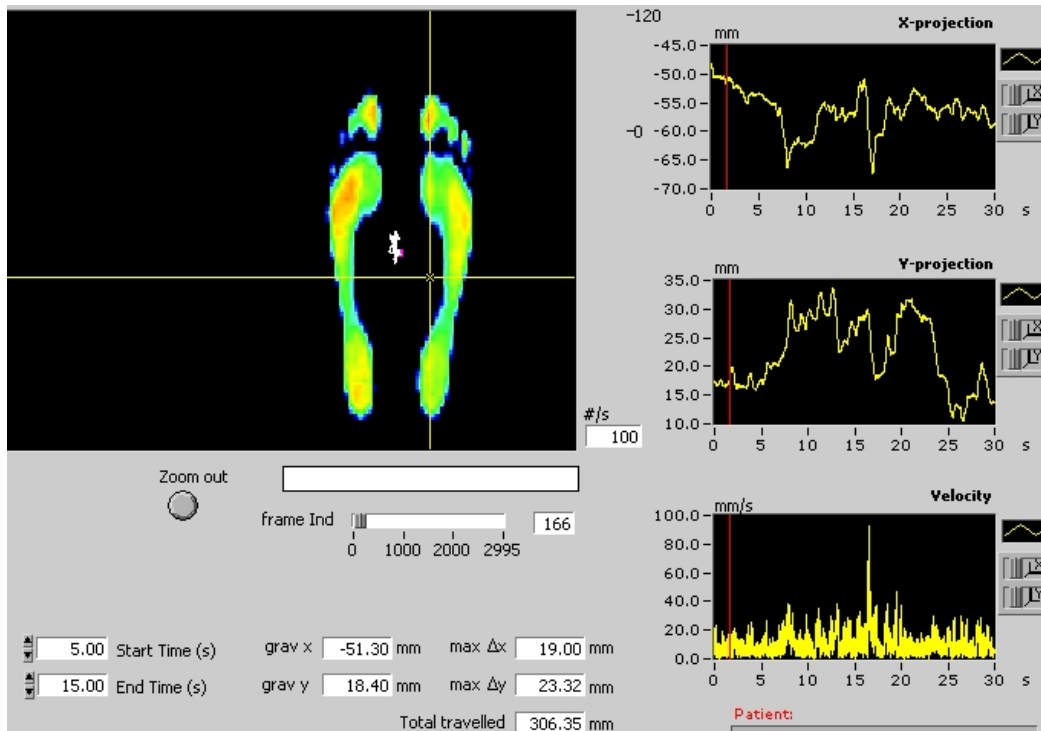 -120
-0
X-projection
mm
-45.0
-50.0
-55.0
-60.0
-65.0
-70.0
0 5 10 15 20 25 30 s
X
Y
Y-projection
mm
35.0
30.0
25.0
20.0
15.0
10.0
0 5 10 15 20 25 30 s
X
Y
#/s
100
Zoom out
frame Ind
166
0 1000 2000 2995
Velocity
mm/s
100.0
80.0
60.0
40.0
20.0
0.0
0 5 10 15 20 25 30 s
X
Y
5.00 Start Time (s) grav x -51.30 mm max Δx 19.00 mm
15.00 End Time (s) grav y 18.40 mm max Δy 23.32 mm
Total travelled 306.35 mm
Patient: